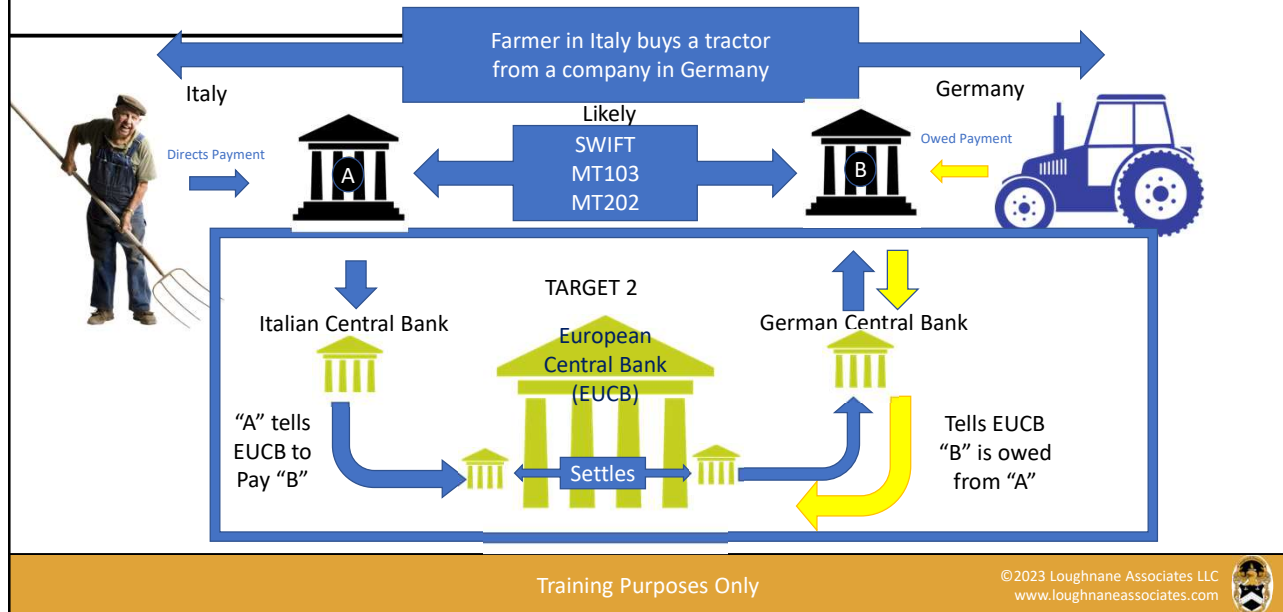 Farmer in Italy buys a tractor
from a company in Germany
Italy
Germany
Likely
SWIFT
MT103
MT202
Directs Payment
A
B
Owed Payment
TARGET 2
Italian Central Bank
European
Central Bank
(EUCB)
German Central Bank
“A” tells
EUCB to
Pay “B”
Settles
Tells EUCB
“B” is owed
from “A”
Training Purposes Only
©2023 Loughnane Associates LLC
www.loughnaneassociates.com